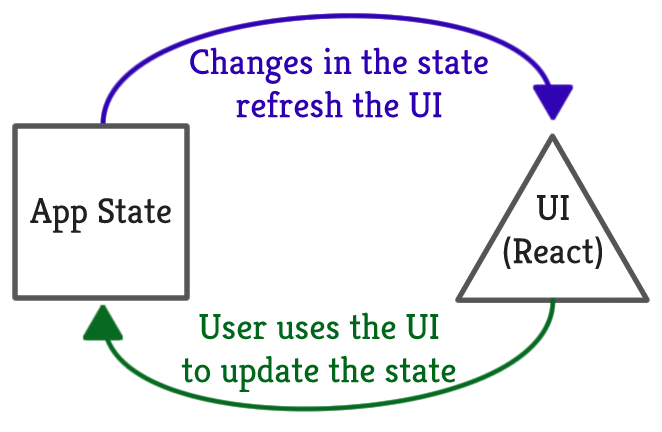 Changes in the state
refresh the UI
App State
UI
(React)
User uses the UI
to update the state